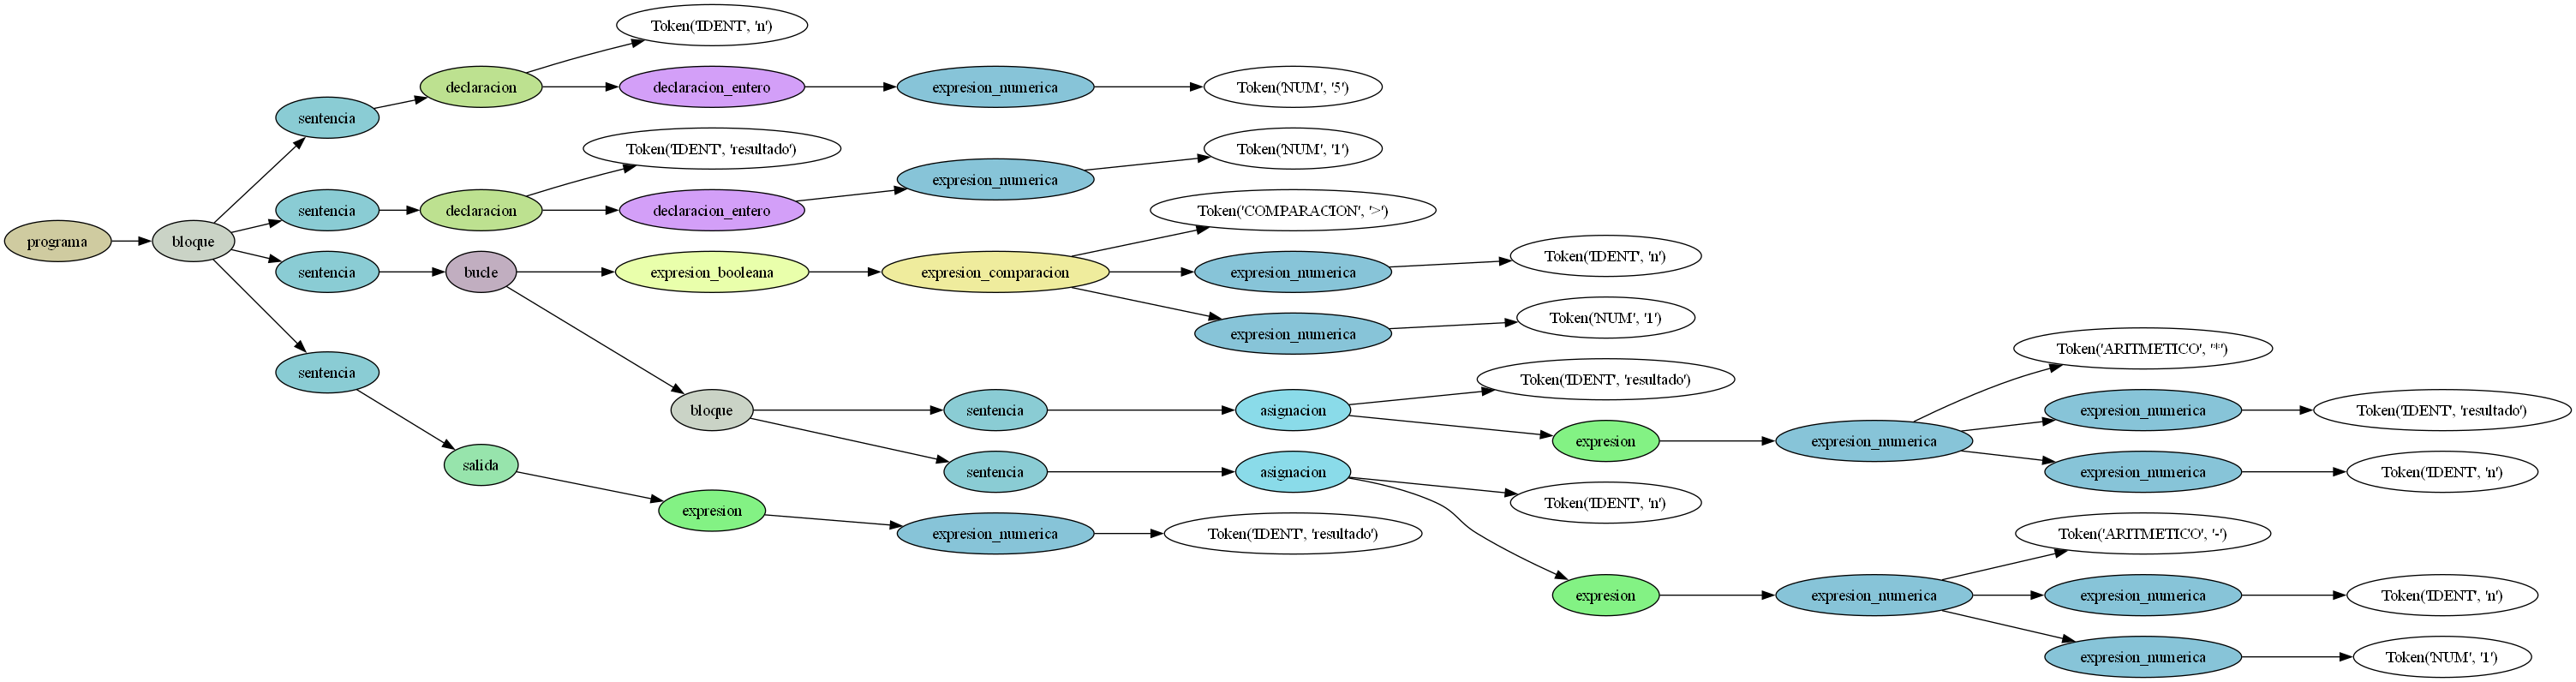 Token('IDENT', 'n')
declaracion
declaracion_entero
expresion_numerica
Token('NUM', '5')
sentencia
Token('IDENT', 'resultado')
Token('NUM', '1')
expresion_numerica
sentencia
declaracion
declaracion_entero
Token('COMPARACION', '>')
programa
bloque
sentencia
bucle
expresion_booleana
expresion_comparacion
expresion_numerica
Token('IDENT', 'n')
expresion_numerica
Token('NUM', '1')
Token('ARITMETICO', '*')
sentencia
Token('IDENT', 'resultado')
bloque
sentencia
asignacion
expresion_numerica
Token('IDENT', 'resultado')
expresion
expresion_numerica
salida
sentencia
asignacion
expresion_numerica
Token('IDENT', 'n')
Token('IDENT', 'n')
expresion
expresion_numerica
Token('IDENT', 'resultado')
Token('ARITMETICO', '-')
expresion
expresion_numerica
expresion_numerica
Token('IDENT', 'n')
expresion_numerica
Token('NUM', '1')